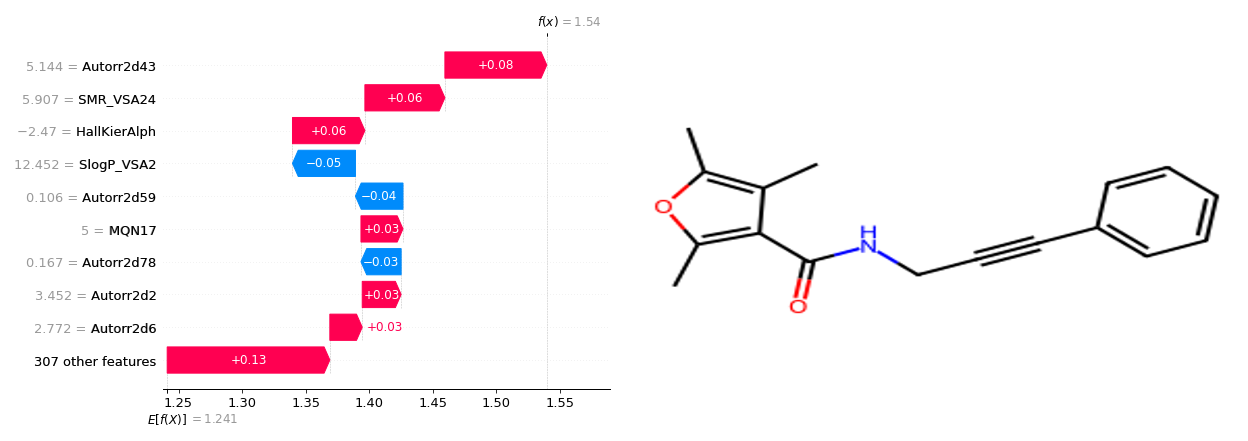 f(x) = 1.54
5.144 = Autorr2d43
+0.08
5.907 = SMR_VSA24
+0.06
−2.47 = HallKierAlph
+0.06
12.452 = SlogP_VSA2
−0.05
0.106 = Autorr2d59
−0.04
5 = MQN17
+0.03
0.167 = Autorr2d78
−0.03
3.452 = Autorr2d2
+0.03
2.772 = Autorr2d6
+0.03
307 other features
+0.13
1.25 1.30 1.35 1.40 1.45 1.50 1.55
E[f(X)] = 1.241
O
H
N
O